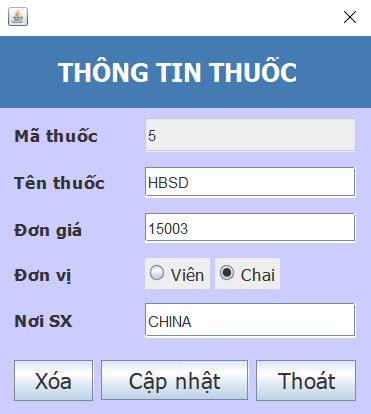 THÔNG TIN THUỐC
Mã thuốc 5
Tên thuốc HBSD
Đơn giá 15003
Đơn vị Viên Chai
Nơi SX CHINA
Xóa Cập nhật Thoát